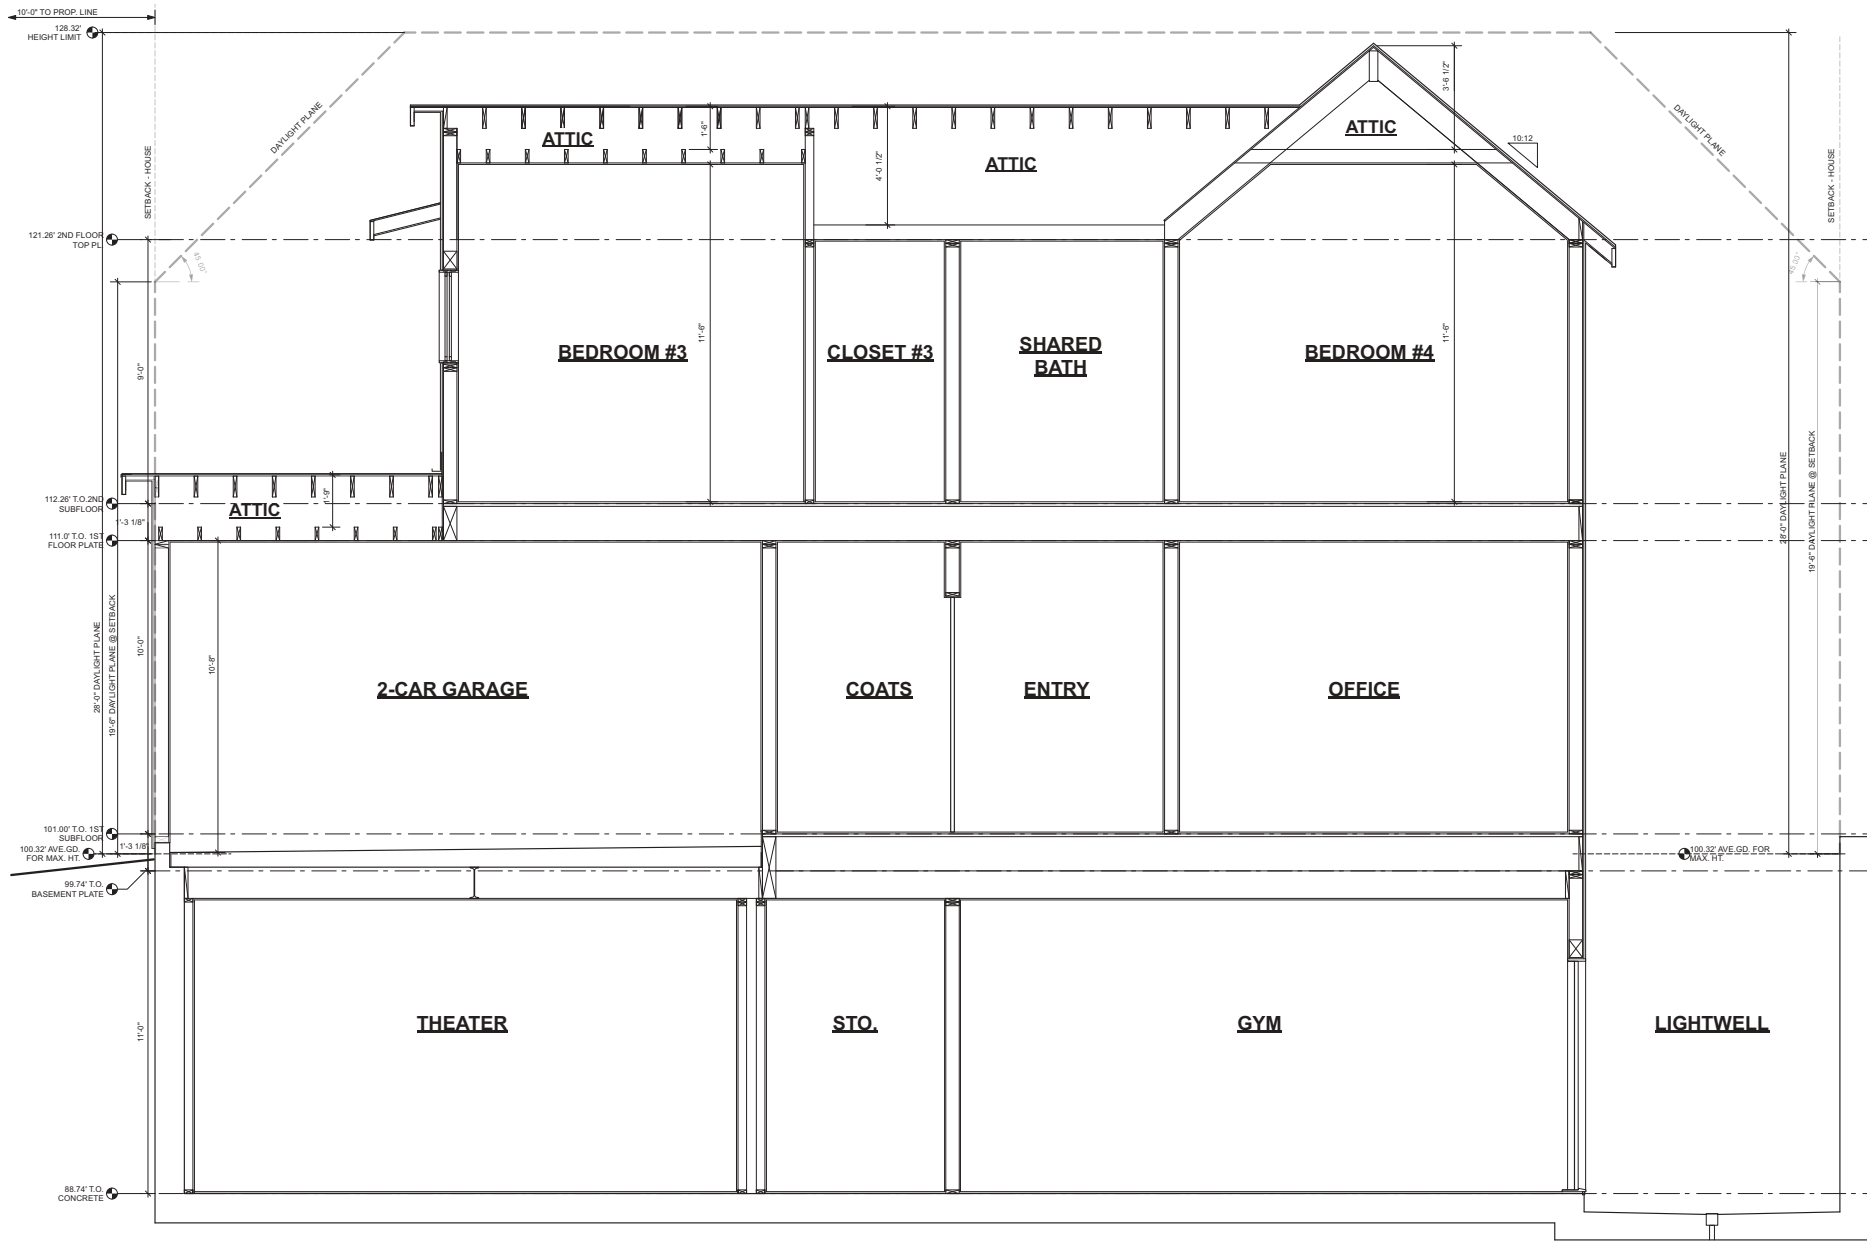 10'-0" TO PROP. LINE
128.32'
HEIGHT LIMIT
DAYLIGHT PLANE
SETBACK - HOUSE
45.00°
121.26' 2ND FLOOR
TOP PL
9'-0"
112.26' T.O.2ND
SUBFLOOR
1'-3 1/8"
111.0' T.O. 1ST
FLOOR PLATE
28'-0" DAYLIGHT PLANE
19'-6" DAYLIGHT PLANE @ SETBACK
10'-0"
10'-8"
101.00' T.O. 1ST
SUBFLOOR
1'-3 1/8"
100.32' AVE.GD.
FOR MAX. HT.
99.74' T.O.
BASEMENT PLATE
11'-0"
88.74' T.O.
CONCRETE
ATTIC
1'-6"
4'-0 1/2"
ATTIC
ATTIC
3'-6 1/2"
10:12
BEDROOM #3
11'-6"
CLOSET #3
SHARED
BATH
BEDROOM #4
11'-6"
ATTIC
1'-9"
2-CAR GARAGE
COATS
ENTRY
OFFICE
THEATER
STO.
GYM
LIGHTWELL
DAYLIGHT PLANE
SETBACK - HOUSE
45.00°
28'-0" DAYLIGHT PLANE
19'-6" DAYLIGHT PLANE @ SETBACK
100.32' AVE.GD. FOR
MAX. HT.